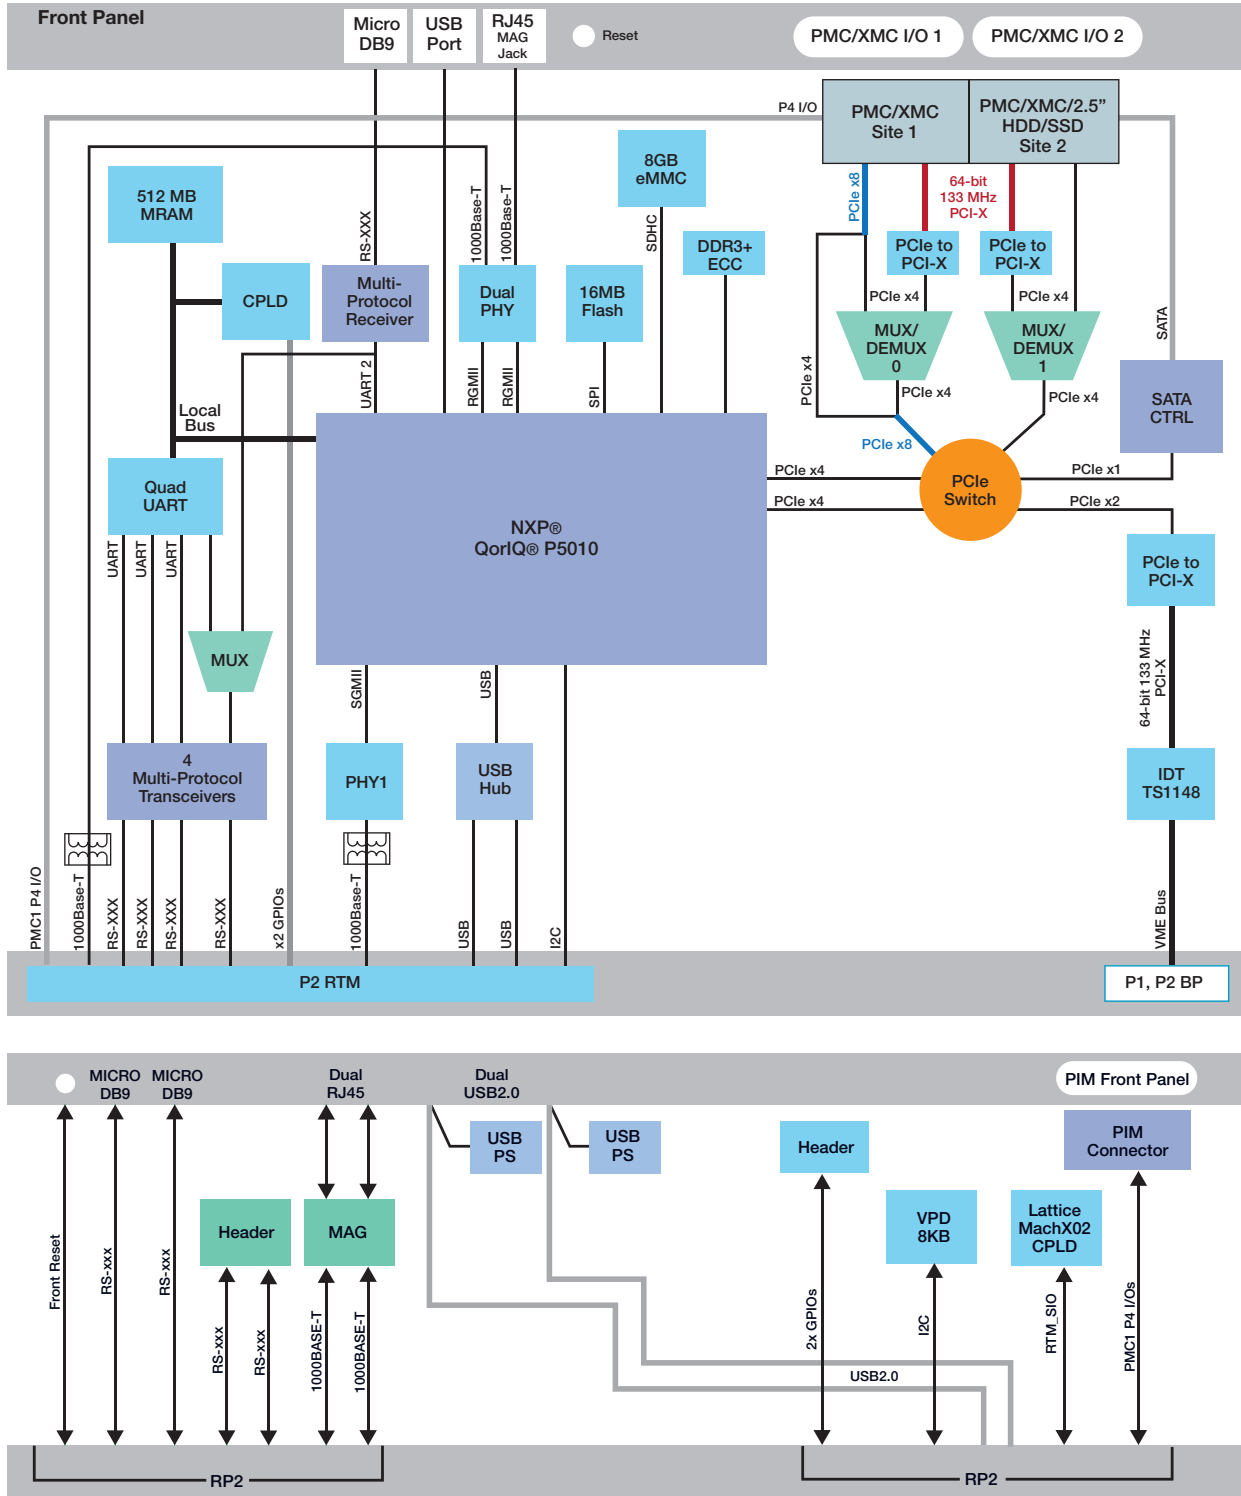 Front Panel
Micro
DB9
USB
Port
RJ45
MAG
Jack
Reset
PMC/XMC I/O 1
PMC/XMC I/O 2
P4 I/O
PMC/XMC
Site 1
PMC/XMC/2.5”
HDD/SSD
Site 2
512 MB
MRAM
CPLD
RS-XXX
Multi-
Protocol
Receiver
1000Base-T
1000Base-T
Dual
PHY
16MB
Flash
8GB
eMMC
SDHC
DDR3+
ECC
PCIe x8
64-bit
133 MHz
PCI-X
PCIe to
PCI-X
PCIe to
PCI-X
PCIe x4
PCIe x4
MUX/
DEMUX
0
MUX/
DEMUX
1
SATA
PCIe x4
PCIe x4
PCIe x4
SATA
CTRL
UART 2
RGMII
RGMII
SPI
Local
Bus
PCIe x8
PCIe x4
PCIe x4
PCIe
Switch
PCIe x1
PCIe x2
Quad
UART
NXP®
QorIQ® P5010
UART
UART
UART
PCIe to
PCI-X
MUX
SGMII
USB
64-bit 133 MHz
PCI-X
4
Multi-Protocol
Transceivers
PHY1
USB
Hub
IDT
TS1148
PMC1 P4 I/O
1000Base-T
RS-XXX
RS-XXX
RS-XXX
RS-XXX
x2 GPIOs
1000Base-T
USB
USB
I2C
VME Bus
P2 RTM
P1, P2 BP
MICRO
DB9
MICRO
DB9
Dual
RJ45
Dual
USB2.0
PIM Front Panel
USB
PS
USB
PS
Header
PIM
Connector
Header
MAG
VPD
8KB
Lattice
MachX02
CPLD
Front Reset
RS-xxx
RS-xxx
RS-xxx
RS-xxx
1000BASE-T
1000BASE-T
2x GPIOs
I2C
RTM_SIO
PMC1 P4 I/Os
USB2.0
RP2
RP2